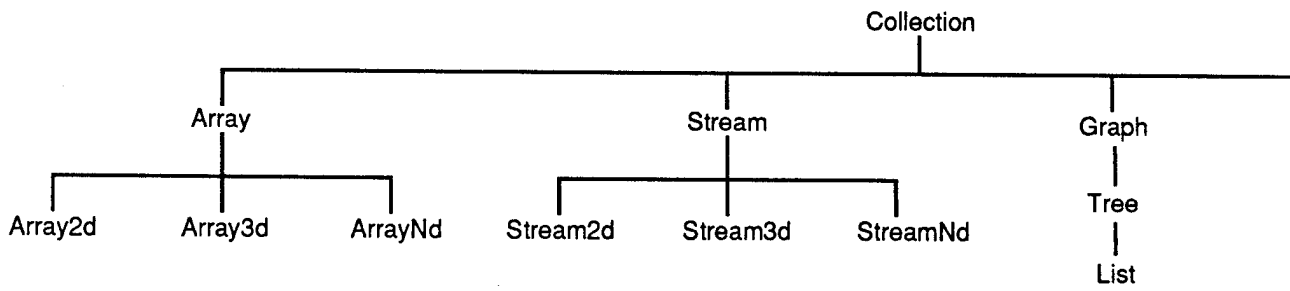 Collection
Array Stream Graph
Array2d Array3d ArrayNd Stream2d Stream3d StreamNd Tree
List